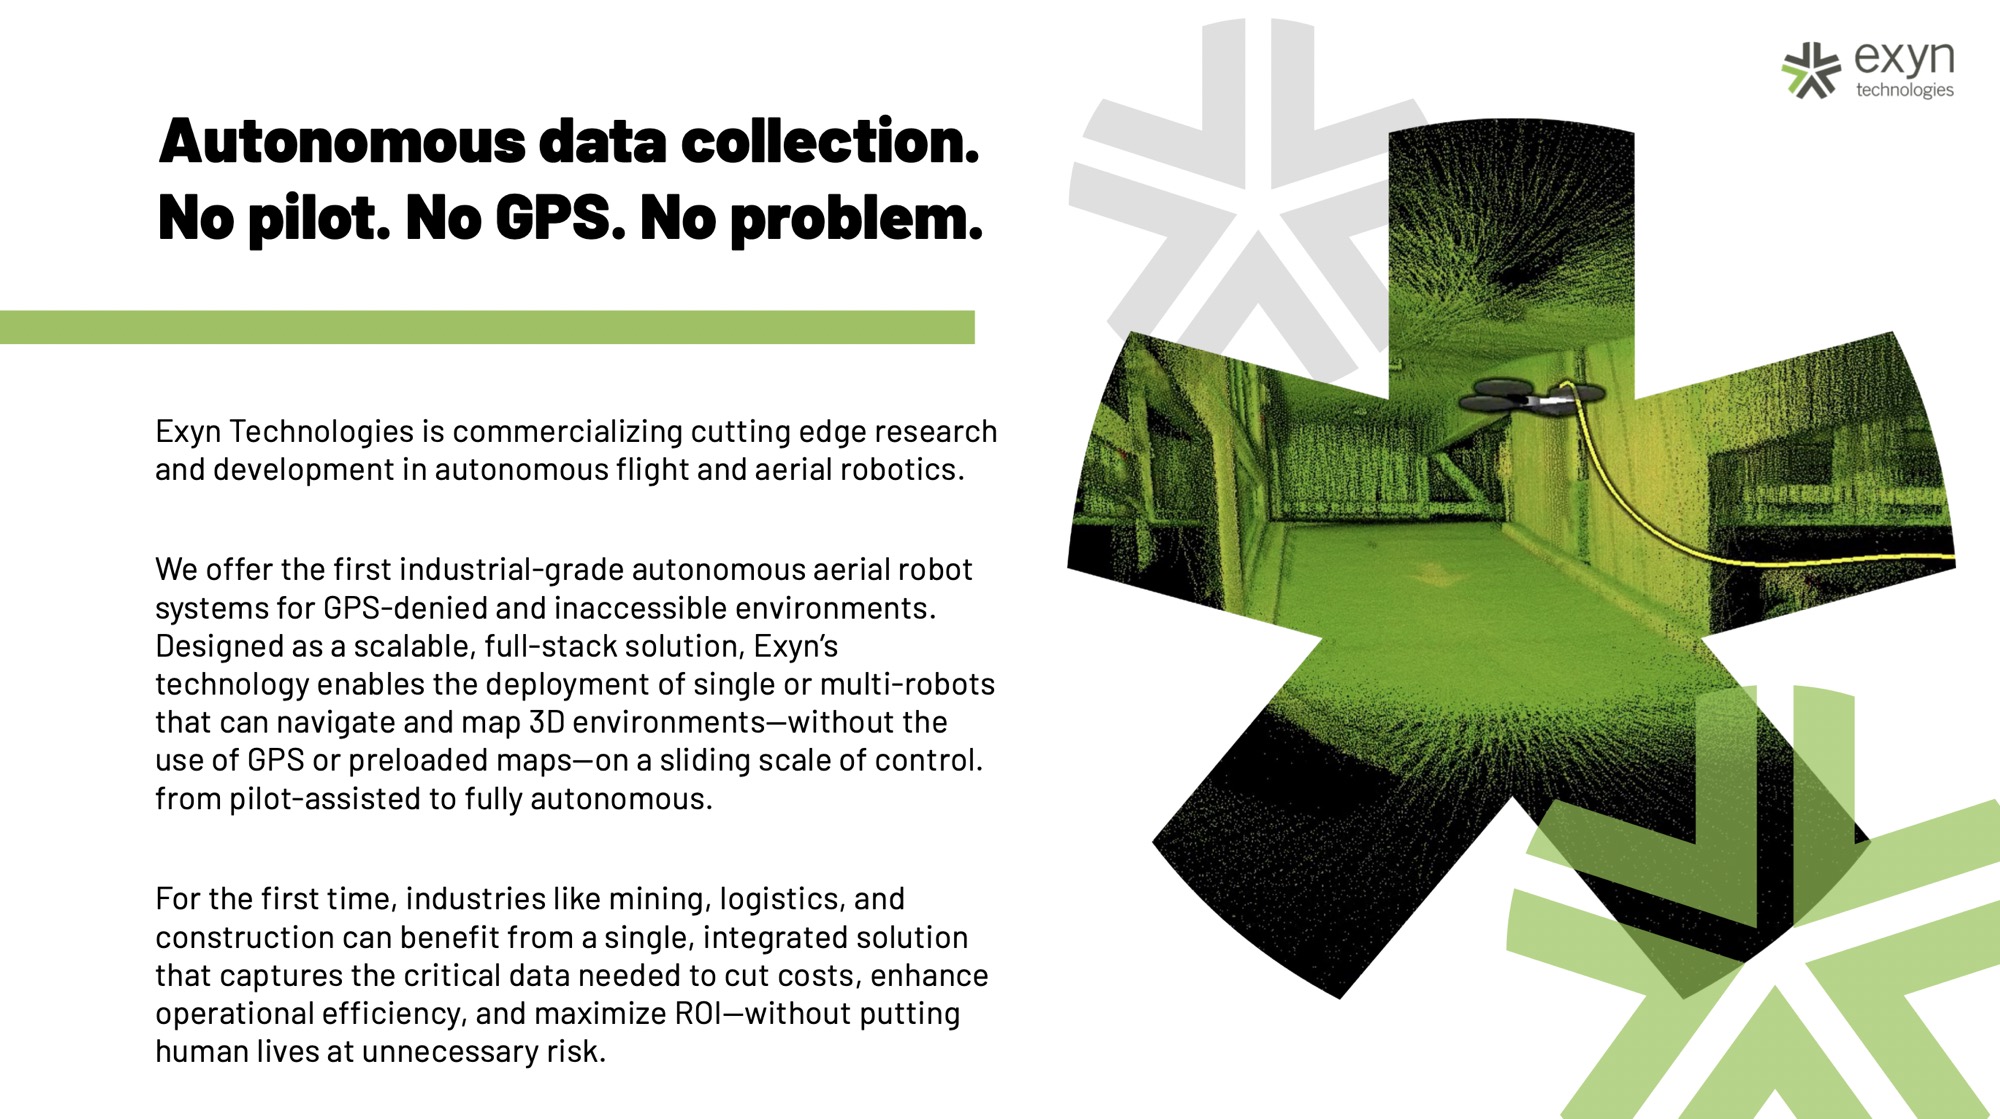 exyn
technologies
Autonomous data collection.
No pilot. No GPS. No problem.
Exyn Technologies is commercializing cutting edge research
and development in autonomous flight and aerial robotics.
We offer the first industrial-grade autonomous aerial robot
systems for GPS-denied and inaccessible environments.
Designed as a scalable, full-stack solution, Exyn’s
technology enables the deployment of single or multi-robots
that can navigate and map 3D environments—without the
use of GPS or preloaded maps—on a sliding scale of control.
from pilot-assisted to fully autonomous.
For the first time, industries like mining, logistics, and
construction can benefit from a single, integrated solution
that captures the critical data needed to cut costs, enhance
operational efficiency, and maximize ROI—without putting
human lives at unnecessary risk.